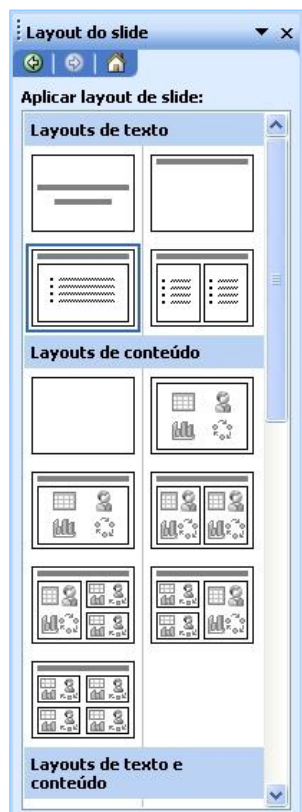 Layout do slide
Aplicar layout de slide:
Layouts de texto
Layouts de conteúdo
Layouts de texto e
conteúdo